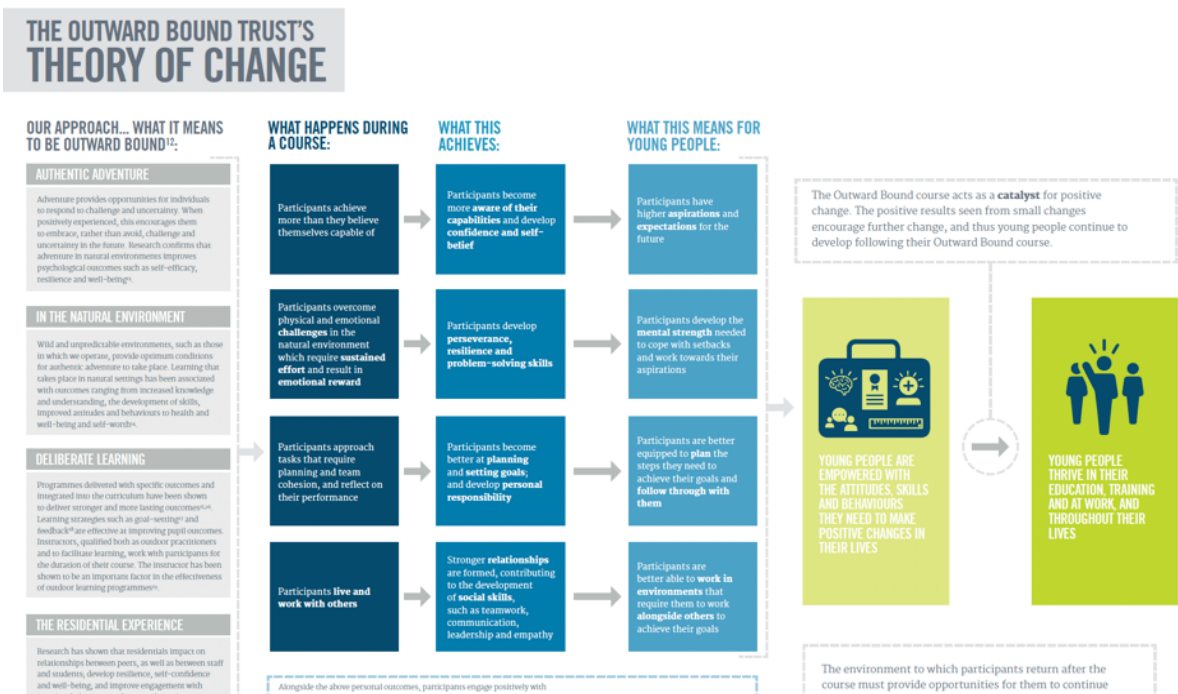 THE OUTWARD BOUND TRUST'S
THEORY OF CHANGE
OUR APPROACH... WHAT IT MEANS
TO BE OUTWARD BOUND¹²:
AUTHENTIC ADVENTURE
Adventure provides opportunities for individuals
to respond to challenge and uncertainty. When
positively experienced, this encourages them
to embrace, rather than avoid, challenge and
uncertainty in the future. Research confirms that
adventure in natural environments improves
psychological outcomes such as self-efficacy,
resilience and well-being
IN THE NATURAL ENVIRONMENT
Wild and unpredictable environments, such as those
in which we operate, provide optimum conditions
for authentic adventure to take place. Learning that
takes place in natural settings has been associated
with outcomes ranging from increased knowledge
and understanding, the development of skills,
improved attitudes and behaviours to health and
well-being and self-worth
DELIBERATE LEARNING
Programmes delivered with specific outcomes and
integrated into the curriculum have been shown
to deliver stronger and more lasting outcomes
Learning strategies such as goal-setting and
feedback are effective at improving pupil outcomes.
Instructors, qualified both as outdoor practitioners
and to facilitate learning, work with participants for
the duration of their course. The instructor has been
shown to be an important factor in the effectiveness
of outdoor learning programmes
THE RESIDENTIAL EXPERIENCE
Research has shown that residentials impact on
relationships between peers, as well as between staff
and students; develop resilience, self-confidence
and well-being, and improve engagement with
WHAT HAPPENS DURING
A COURSE:
Participants achieve
more than they believe
themselves capable of
Participants overcome
physical and emotional
challenges in the
natural environment
which require sustained
effort and result in
emotional reward
Participants approach
tasks that require
planning and team
cohesion, and reflect on
their performance
Participants live and
work with others
WHAT THIS
ACHIEVES:
Participants become
more aware of their
capabilities and develop
confidence and self-
belief
Participants develop
perseverance,
resilience and
problem-solving skills
Participants become
better at planning
and setting goals;
and develop personal
responsibility
Stronger relationships
are formed, contributing
to the development
of social skills,
such as teamwork,
communication,
leadership and empathy
WHAT THIS MEANS FOR
YOUNG PEOPLE:
Participants have
higher aspirations and
expectations for the
future
Participants develop the
mental strength needed
to cope with setbacks
and work towards their
aspirations
Participants are better
equipped to plan the
steps they need to
achieve their goals and
follow through with
them
Participants are
better able to work in
environments that
require them to work
alongside others to
achieve their goals
Alongside the above personal outcomes, participants engage positively with
The Outward Bound course acts as a catalyst for positive
change. The positive results seen from small changes
encourage further change, and thus young people continue to
develop following their Outward Bound course.
YOUNG PEOPLE ARE
EMPOWERED WITH
THE ATTITUDES, SKILLS
AND BEHAVIOURS
THEY NEED TO MAKE
POSITIVE CHANGES IN
THEIR LIVES
YOUNG PEOPLE
THRIVE IN THEIR
EDUCATION, TRAINING
AND AT WORK, AND
THROUGHOUT THEIR
LIVES
The environment to which participants return after the
course must provide opportunities for them to continue